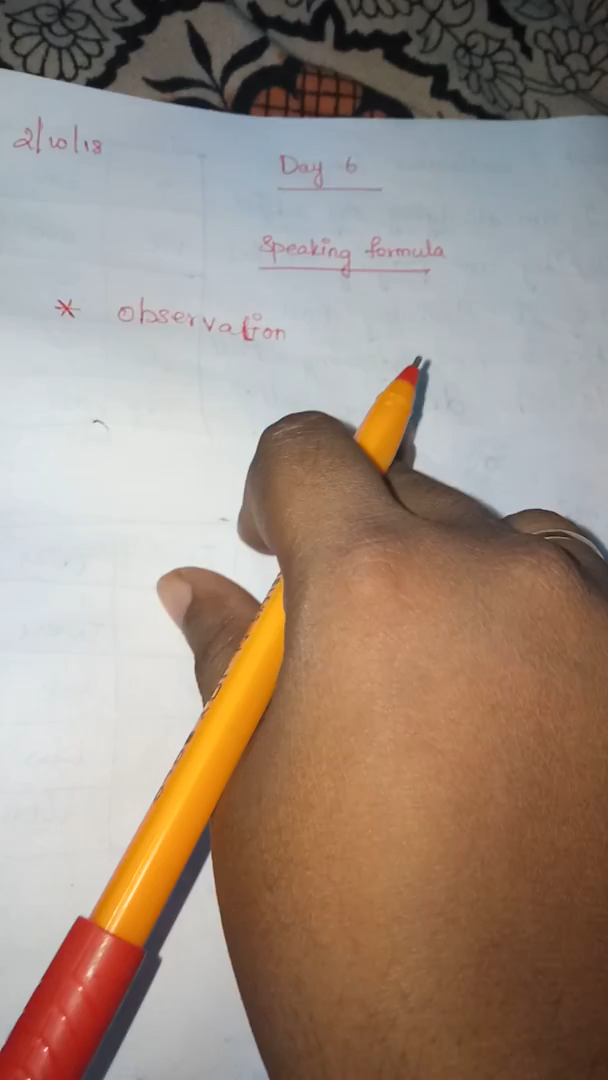 2/10/18
Day 6
Speaking formula
* observation